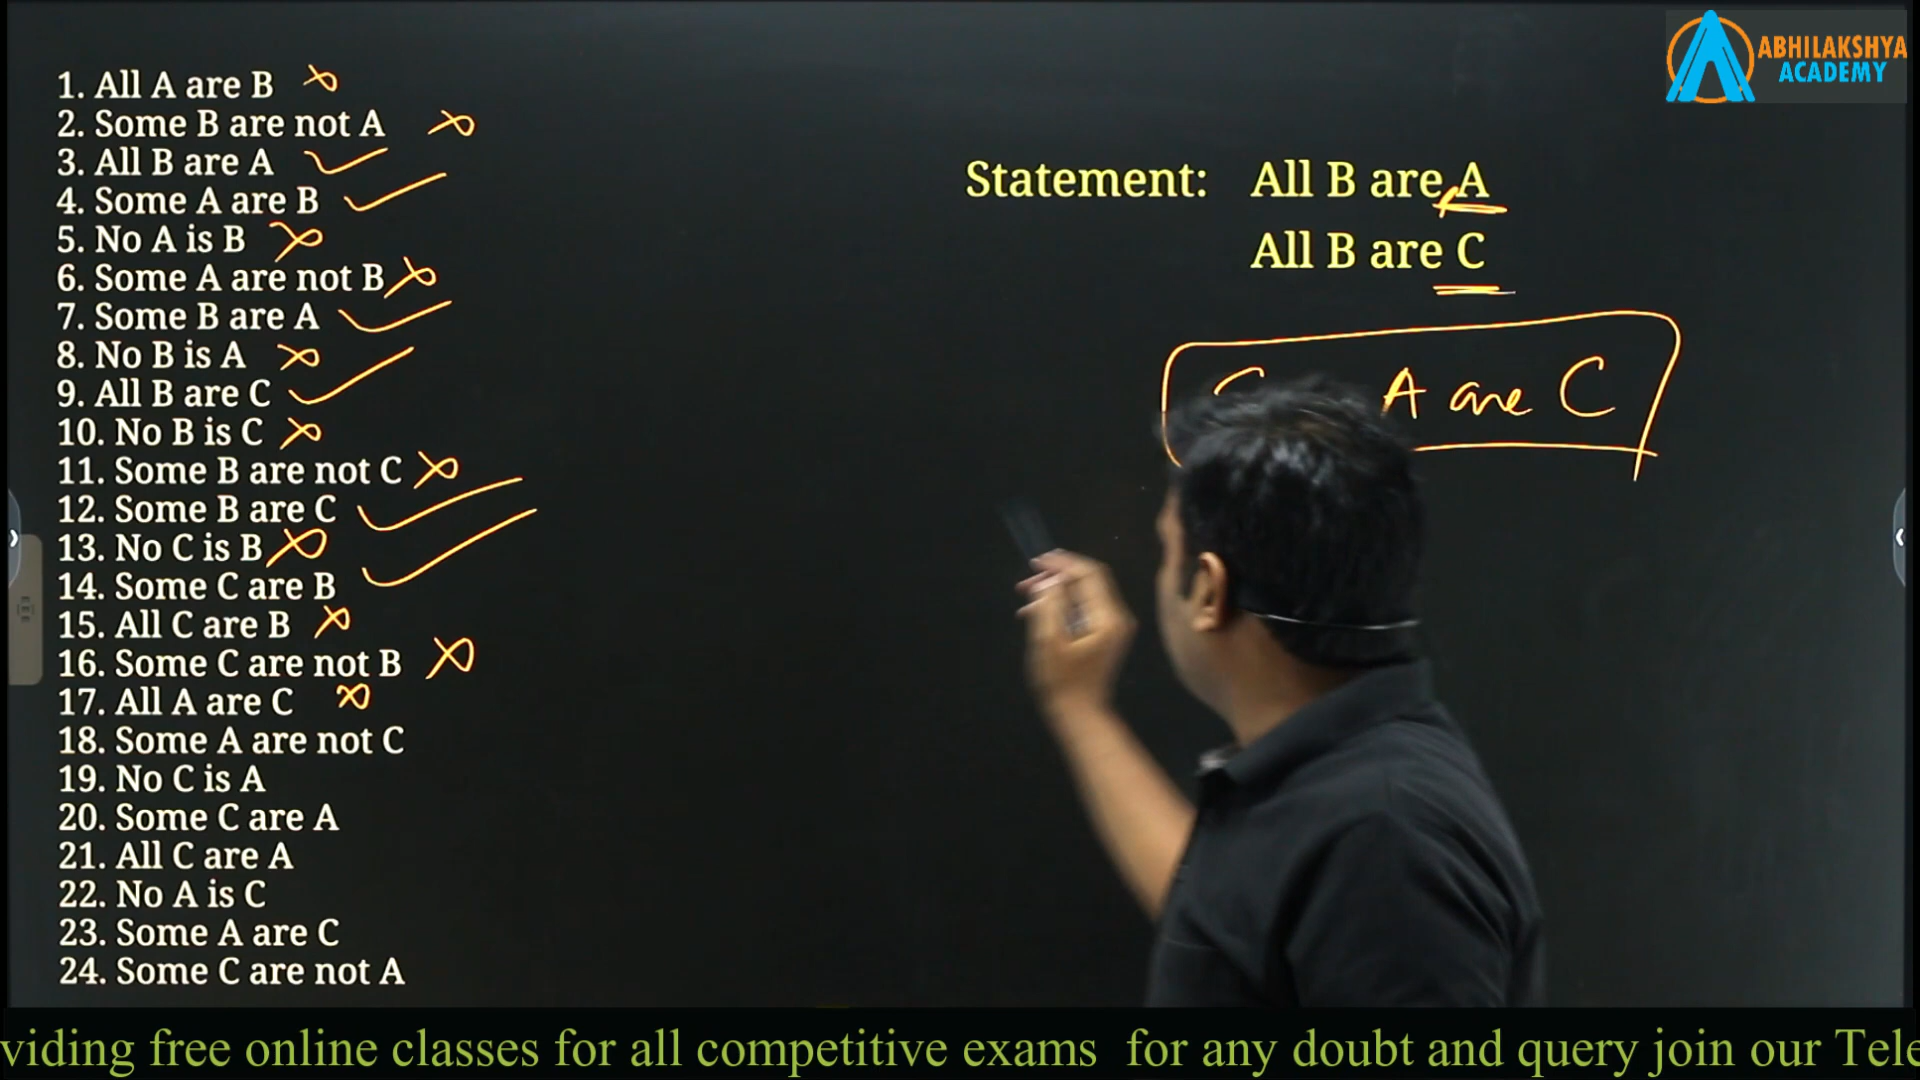 ABHILAKSHYA
ACADEMY
1. All A are B
2. Some B are not A
3. All B are A
4. Some A are B
5. No A is B
6. Some A are not B
7. Some B are A
8. No B is A
9. All B are C
10. No B is C
11. Some B are not C
12. Some B are C
13. No C is B
14. Some C are B
15. All C are B
16. Some C are not B
17. All A are C
18. Some A are not C
19. No C is A
20. Some C are A
21. All C are A
22. No A is C
23. Some A are C
24. Some C are not A
Statement: All B are A
All B are C
A are C
viding free online classes for all competitive exams for any doubt and query join our Tele